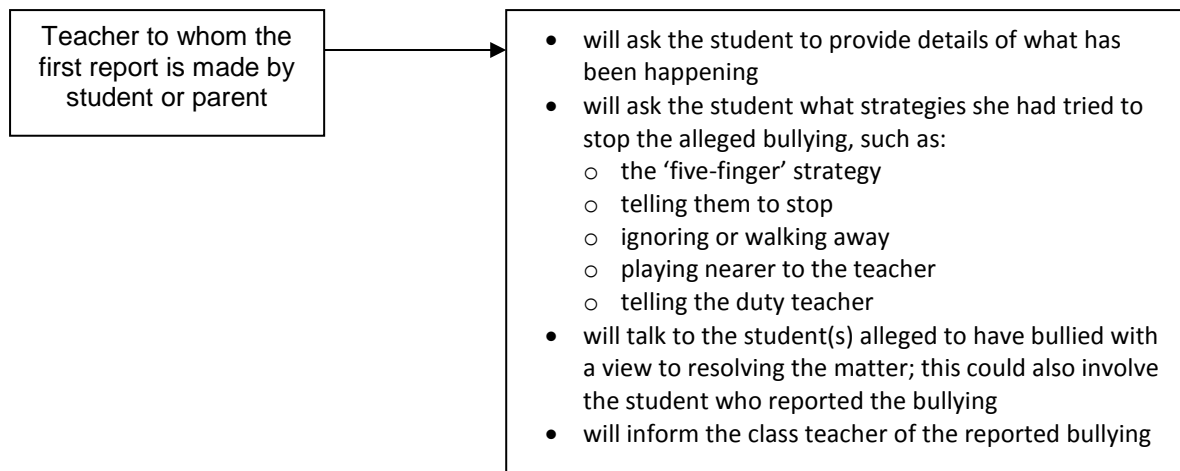 Teacher to whom the
first report is made by
student or parent
• will ask the student to provide details of what has
been happening
• will ask the student what strategies she had tried to
stop the alleged bullying, such as:
o the ‘five-finger’ strategy
o telling them to stop
o ignoring or walking away
o playing nearer to the teacher
o telling the duty teacher
• will talk to the student(s) alleged to have bullied with
a view to resolving the matter; this could also involve
the student who reported the bullying
• will inform the class teacher of the reported bullying